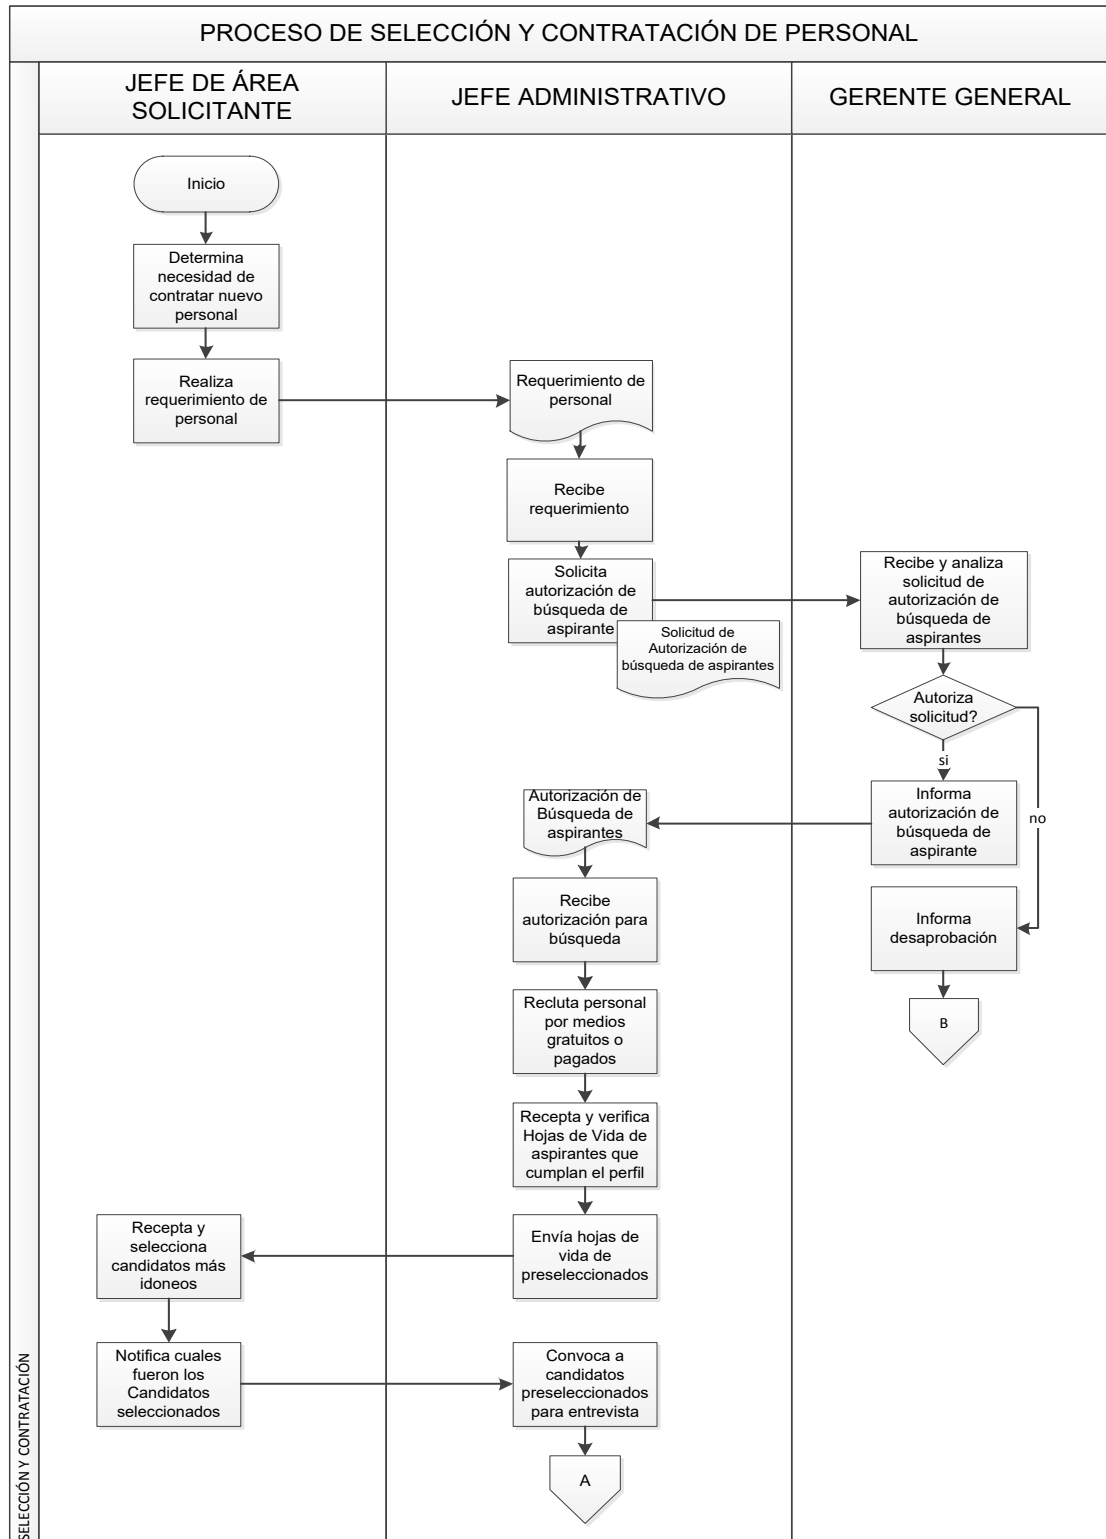 PROCESO DE SELECCIÓN Y CONTRATACIÓN DE PERSONAL
JEFE DE ÁREA
SOLICITANTE
JEFE ADMINISTRATIVO
GERENTE GENERAL
Inicio
Determina
necesidad de
contratar nuevo
personal
Realiza
requerimiento de
personal
Requerimiento de
personal
Recibe
requerimiento
Solicita
autorización de
búsqueda de
aspirante
Solicitud de
Autorización de
búsqueda de aspirantes
Recibe y analiza
solicitud de
autorización de
búsqueda de
aspirantes
Autoriza
solicitud?
si
no
Informa
autorización de
búsqueda de
aspirante
Autorización de
Búsqueda de
aspirantes
Informa
desaprobación
B
Recibe
autorización para
búsqueda
Recluta personal
por medios
gratuitos o
pagados
Recepta y verifica
Hojas de Vida de
aspirantes que
cumplan el perfil
Envía hojas de
vida de
preseleccionados
Recepta y
selecciona
candidatos más
idoneos
Notifica cuales
fueron los
Candidatos
seleccionados
Convoca a
candidatos
preseleccionados
para entrevista
A
SELECCIÓN Y CONTRATACIÓN